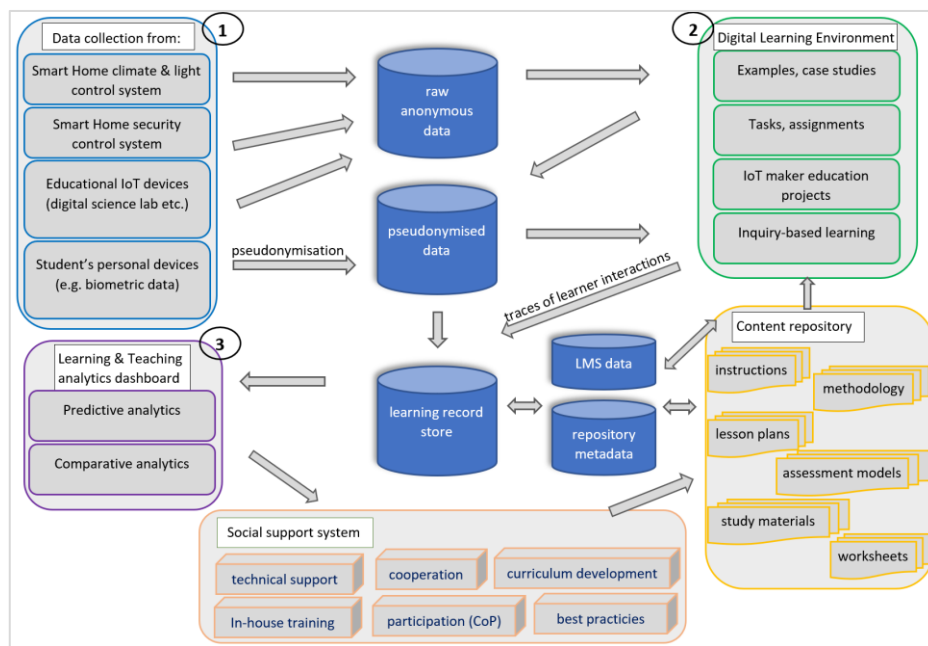 Data collection from:
1
Smart Home climate & light
control system
Smart Home security
control system
Educational IoT devices
(digital science lab etc.)
Student's personal devices
(e.g. biometric data)
raw
anonymous
data
pseudonymisation
pseudonymised
data
2
Digital Learning Environment
Examples, case studies
Tasks, assignments
IoT maker education
projects
Inquiry-based learning
traces of learner interactions
3
Learning & Teaching
analytics dashboard
Predictive analytics
Comparative analytics
learning record
store
LMS data
repository
metadata
Content repository
instructions
methodology
lesson plans
assessment models
study materials
worksheets
Social support system
technical support
cooperation
curriculum development
In-house training
participation (CoP)
best practicies